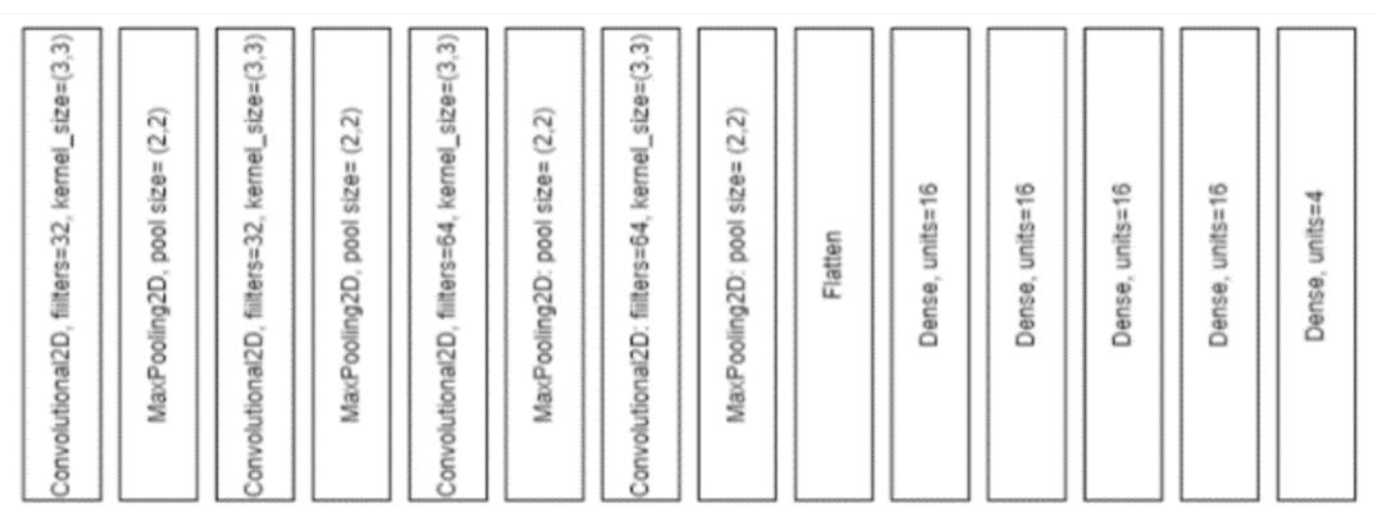 Convolutional2D, fiilters=32, kernel_size=(3,3)
MaxPooling2D, pool size= (2,2)
Convolutional2D, fiilters=32, kernel_size=(3,3)
MaxPooling2D, pool size= (2,2)
Convolutional2D, fiilters=64, kernel_size=(3,3)
MaxPooling2D: pool size= (2,2)
Convolutional2D: fiilters=64, kernel_size=(3,3)
MaxPooling2D: pool size= (2,2)
Flatten
Dense, units=16
Dense, units=16
Dense, units=16
Dense, units=16
Dense, units=4